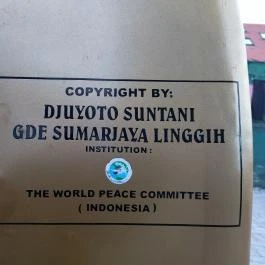 COPYRIGHT BY:
DJUYOTO SUNTANI
GDE SUMARJAYA LINGGIH
INSTITUTION :
THE WORLD PEACE COMMITTEE
( INDONESIA )